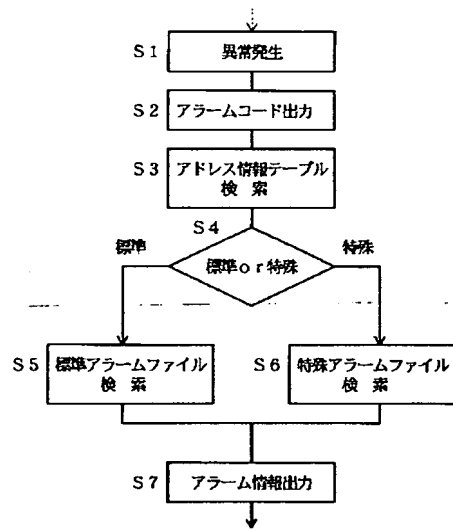 S1 異常発生
S2 アラームコード出力
S3 アドレス情報テーブル
検 索
S4
標準 標準or特殊 特殊
S5 標準アラームファイル
検 索
S6 特殊アラームファイル
検 索
S7 アラーム情報出力